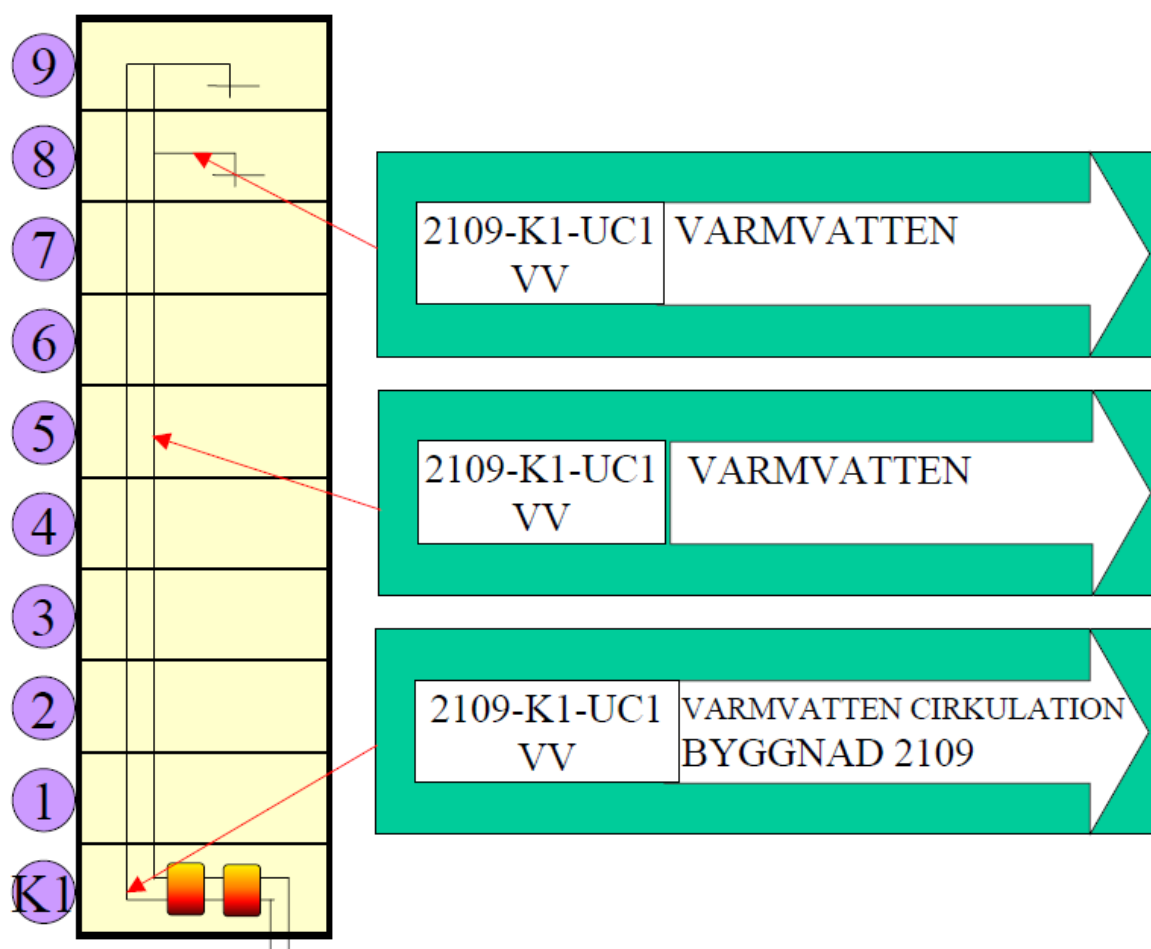 9
8
7
6
5
4
3
2
1
K1
2109-K1-UC1 VARMVATTEN
VV
2109-K1-UC1 VARMVATTEN
VV
2109-K1-UC1 VARMVATTEN CIRKULATION
VV BYGGNAD 2109